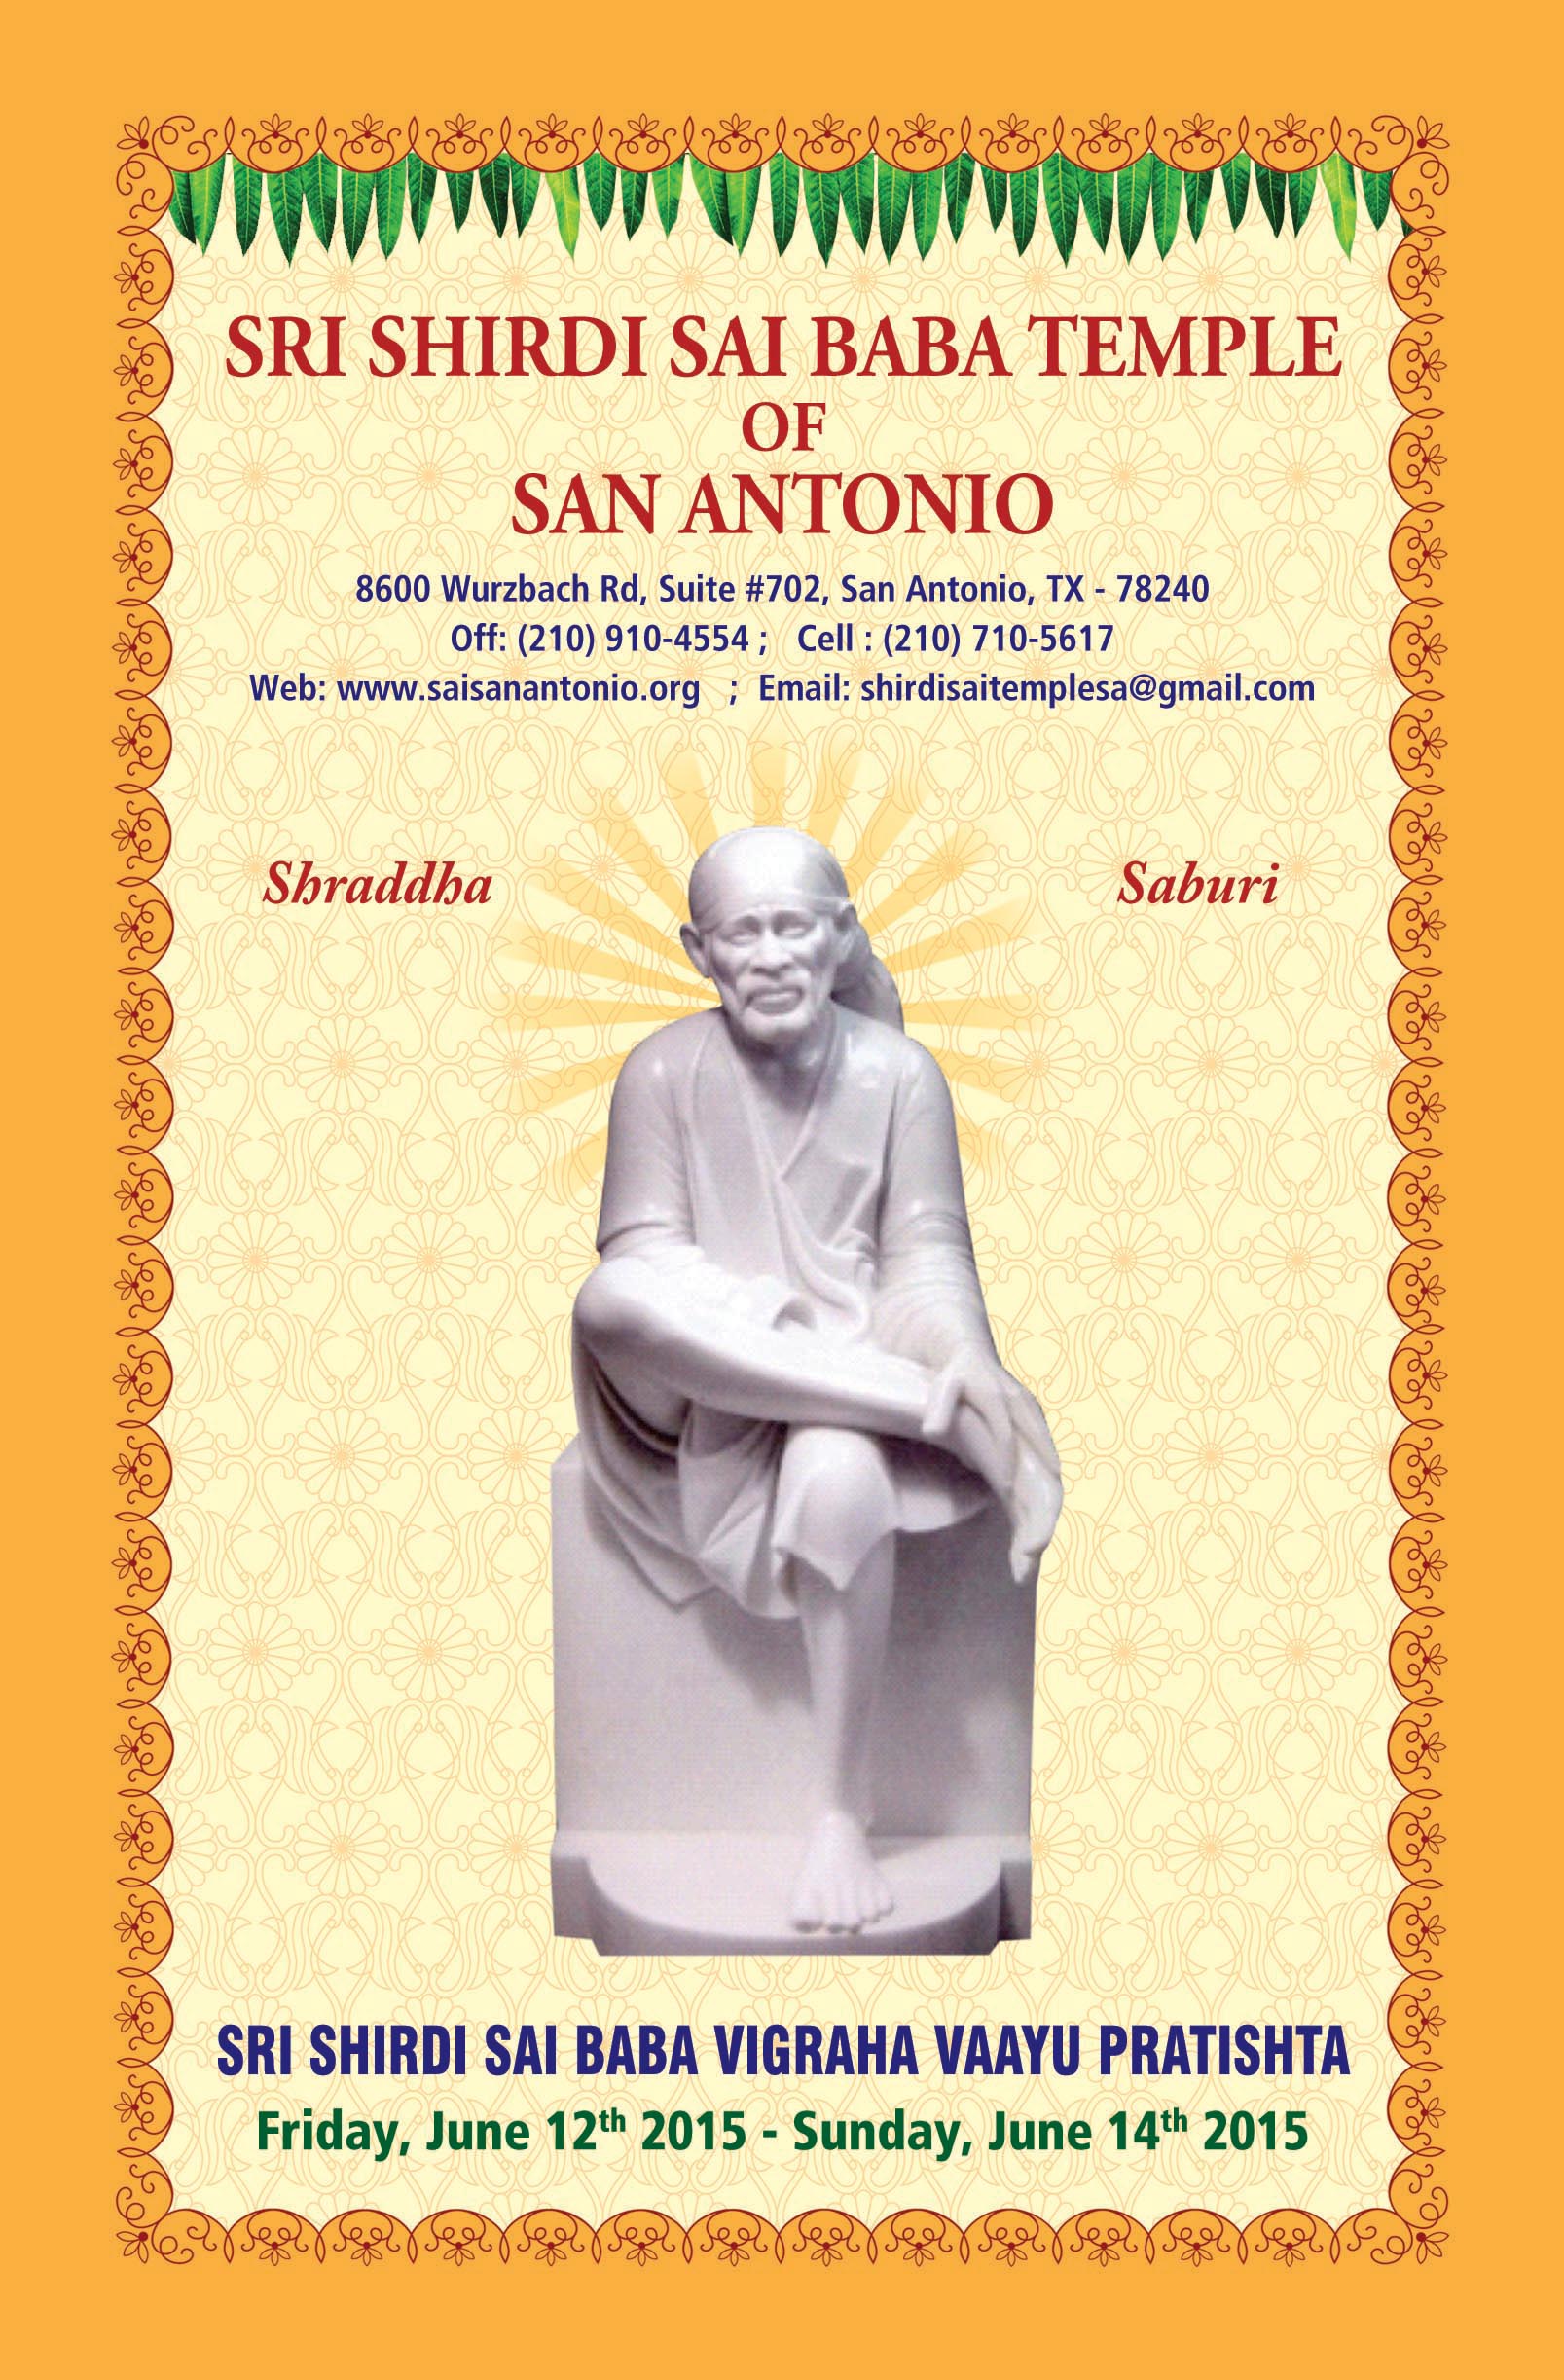 SRI SHIRDI SAI BABA TEMPLE
OF
SAN ANTONIO
8600 Wurzbach Rd, Suite #702, San Antonio, TX - 78240
Off: (210) 910-4554 ; Cell : (210) 710-5617
Web: www.saisanantonio.org ; Email: shirdisaitemplesa@gmail.com
Shraddha Saburi
SRI SHIRDI SAI BABA VIGRAHA VAAYU PRATISHTA
Friday, June 12th 2015 - Sunday, June 14th 2015